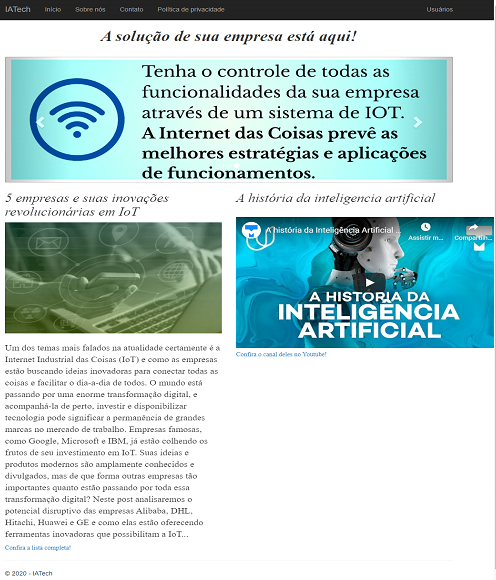 IATech Início Sobre nós Contato Política de privacidade Usuários
A solução de sua empresa está aqui!
Tenha o controle de todas as
funcionalidades da sua empresa
através de um sistema de IOT.
A Internet das Coisas prevê as
melhores estratégias e aplicações
de funcionamentos.
5 empresas e suas inovações
revolucionárias em IoT
Um dos temas mais falados na atualidade certamente é a
Internet Industrial das Coisas (IoT) e como as empresas
estão buscando ideias inovadoras para conectar todas as
coisas e facilitar o dia-a-dia de todos. O mundo está
passando por uma enorme transformação digital, e
acompanhá-la de perto, investir e disponibilizar
tecnologia pode significar a permanência de grandes
marcas no mercado de trabalho. Empresas famosas,
como Google, Microsoft e IBM, já estão colhendo os
frutos de seu investimento em IoT. Suas ideias e
produtos modernos são amplamente conhecidos e
divulgados, mas de que forma outras empresas tão
importantes quanto estão passando por toda essa
transformação digital? Neste post analisaremos o
potencial disruptivo das empresas Alibaba, DHL,
Hitachi, Huawei e GE e como elas estão oferecendo
ferramentas inovadoras que possibilitam a IoT...
Confira a lista completa!
A história da inteligencia artificial
A história da Inteligência Artificial ...
Assistir m... Compartilh...
A HISTÓRIA DA
INTELIGÊNCIA
ARTIFICIAL
Confira o canal deles no Youtube!
© 2020 - IATech